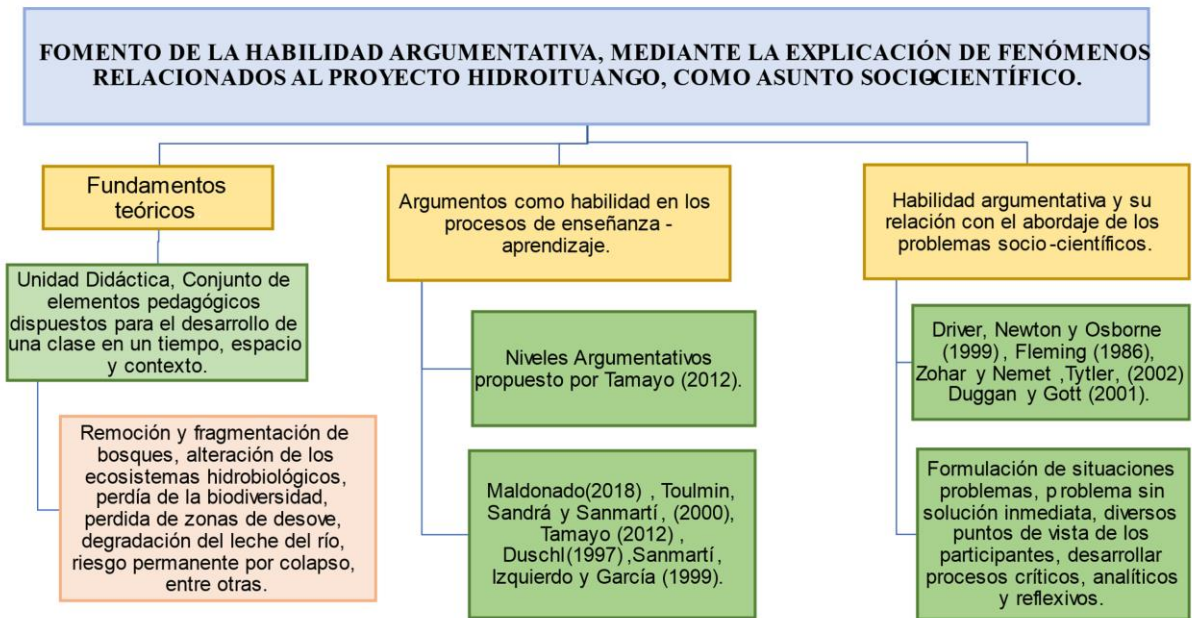 FOMENTO DE LA HABILIDAD ARGUMENTATIVA, MEDIANTE LA EXPLICACIÓN DE FENÓMENOS
RELACIONADOS AL PROYECTO HIDROITUANGO, COMO ASUNTO SOCIO-CIENTÍFICO.
Fundamentos
teóricos
Unidad Didáctica, Conjunto de
elementos pedagógicos
dispuestos para el desarrollo de
una clase en un tiempo, espacio
y contexto.
Remoción y fragmentación de
bosques, alteración de los
ecosistemas hidrobiológicos,
perdía de la biodiversidad,
perdida de zonas de desove,
degradación del leche del río,
riesgo permanente por colapso,
entre otras.
Argumentos como habilidad en los
procesos de enseñanza -
aprendizaje.
Niveles Argumentativos
propuesto por Tamayo (2012).
Maldonado(2018) , Toulmin,
Sandrá y Sanmartí, (2000),
Tamayo (2012) ,
Duschl(1997) ,Sanmartí,
Izquierdo y García (1999).
Habilidad argumentativa y su
relación con el abordaje de los
problemas socio -científicos.
Driver, Newton y Osborne
(1999) , Fleming (1986),
Zohar y Nemet ,Tytler, (2002)
Duggan y Gott (2001).
Formulación de situaciones
problemas, problema sin
solución inmediata, diversos
puntos de vista de los
participantes, desarrollar
procesos críticos, analíticos
y reflexivos.